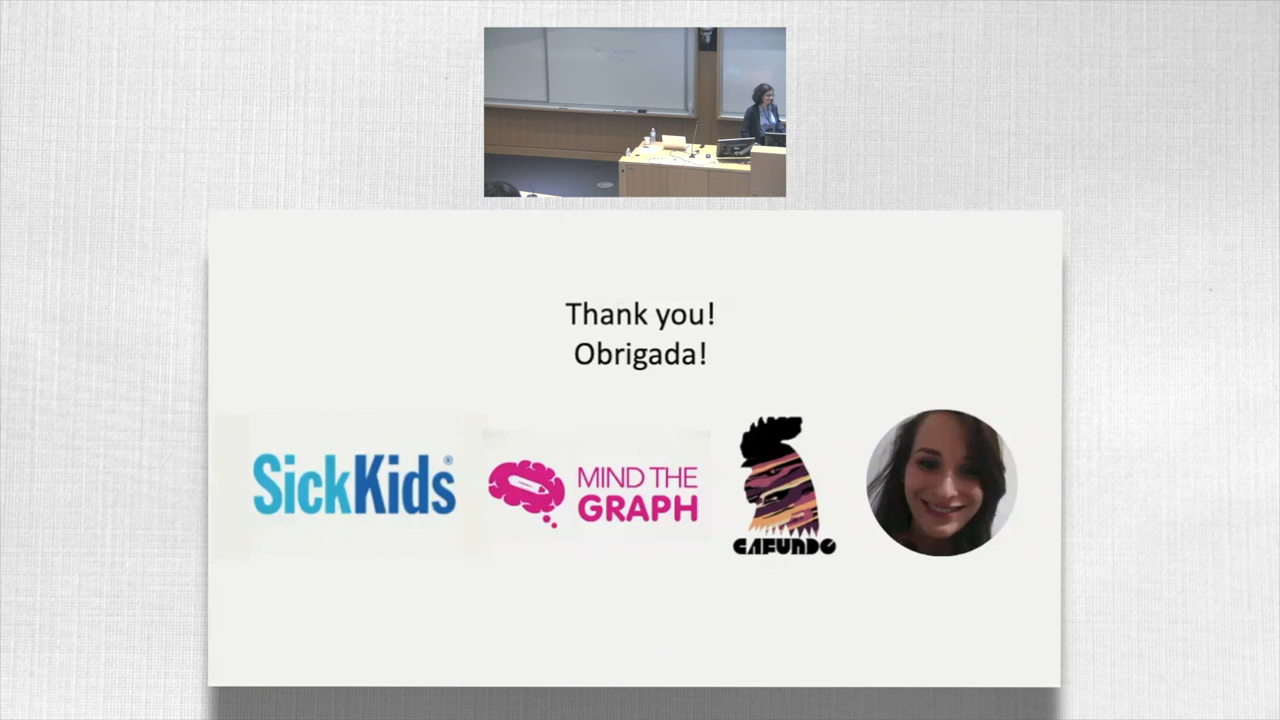 Thank you!
Obrigada!
SickKids®
MIND THE
GRAPH
CAFUNDO